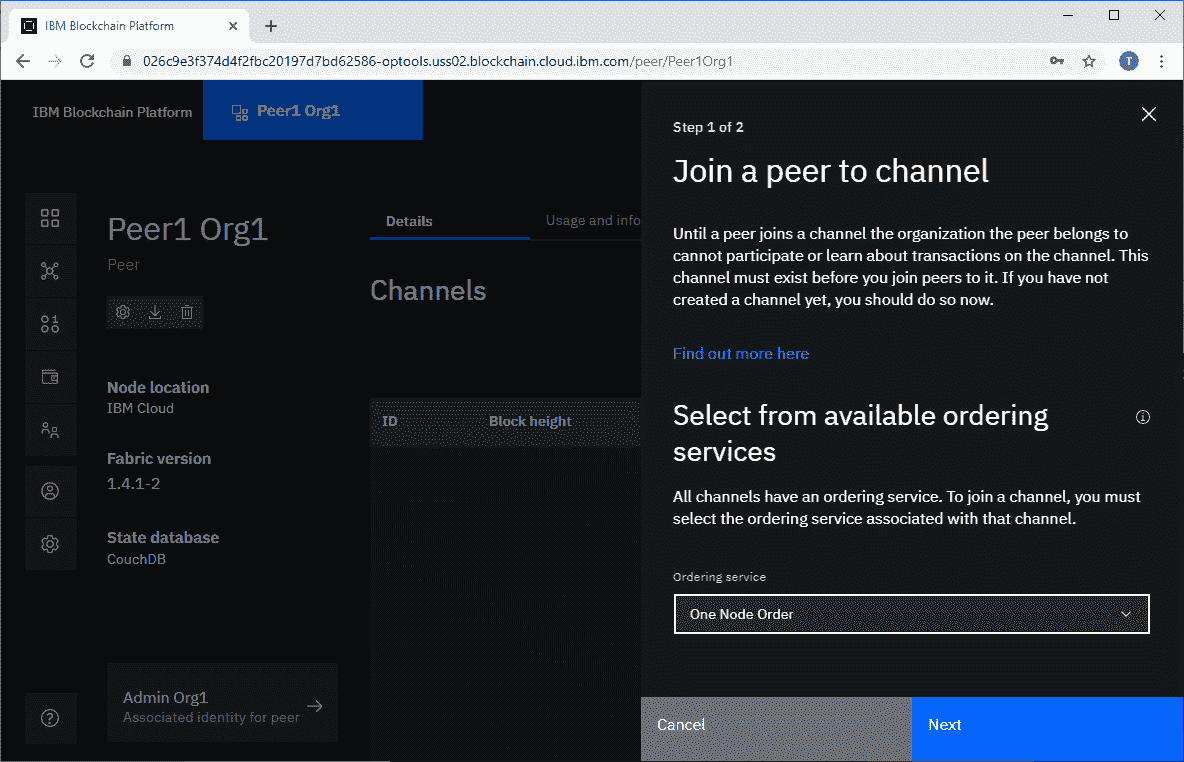 IBM Blockchain Platform
026c9e3f374d4f2fbc20197d7bd62586-optools.uss02.blockchain.cloud.ibm.com/peer/Peer1Org1
T
IBM Blockchain Platform
Peer1 Org1
Peer1 Org1
Peer
Node location
IBM Cloud
Fabric version
1.4.1-2
State database
CouchDB
Admin Org1
Associated identity for peer
Details
Usage and info
Channels
ID
Block height
Step 1 of 2
Join a peer to channel
Until a peer joins a channel the organization the peer belongs to
cannot participate or learn about transactions on the channel. This
channel must exist before you join peers to it. If you have not
created a channel yet, you should do so now.
Find out more here
Select from available ordering
services
All channels have an ordering service. To join a channel, you must
select the ordering service associated with that channel.
Ordering service
One Node Order
Cancel
Next